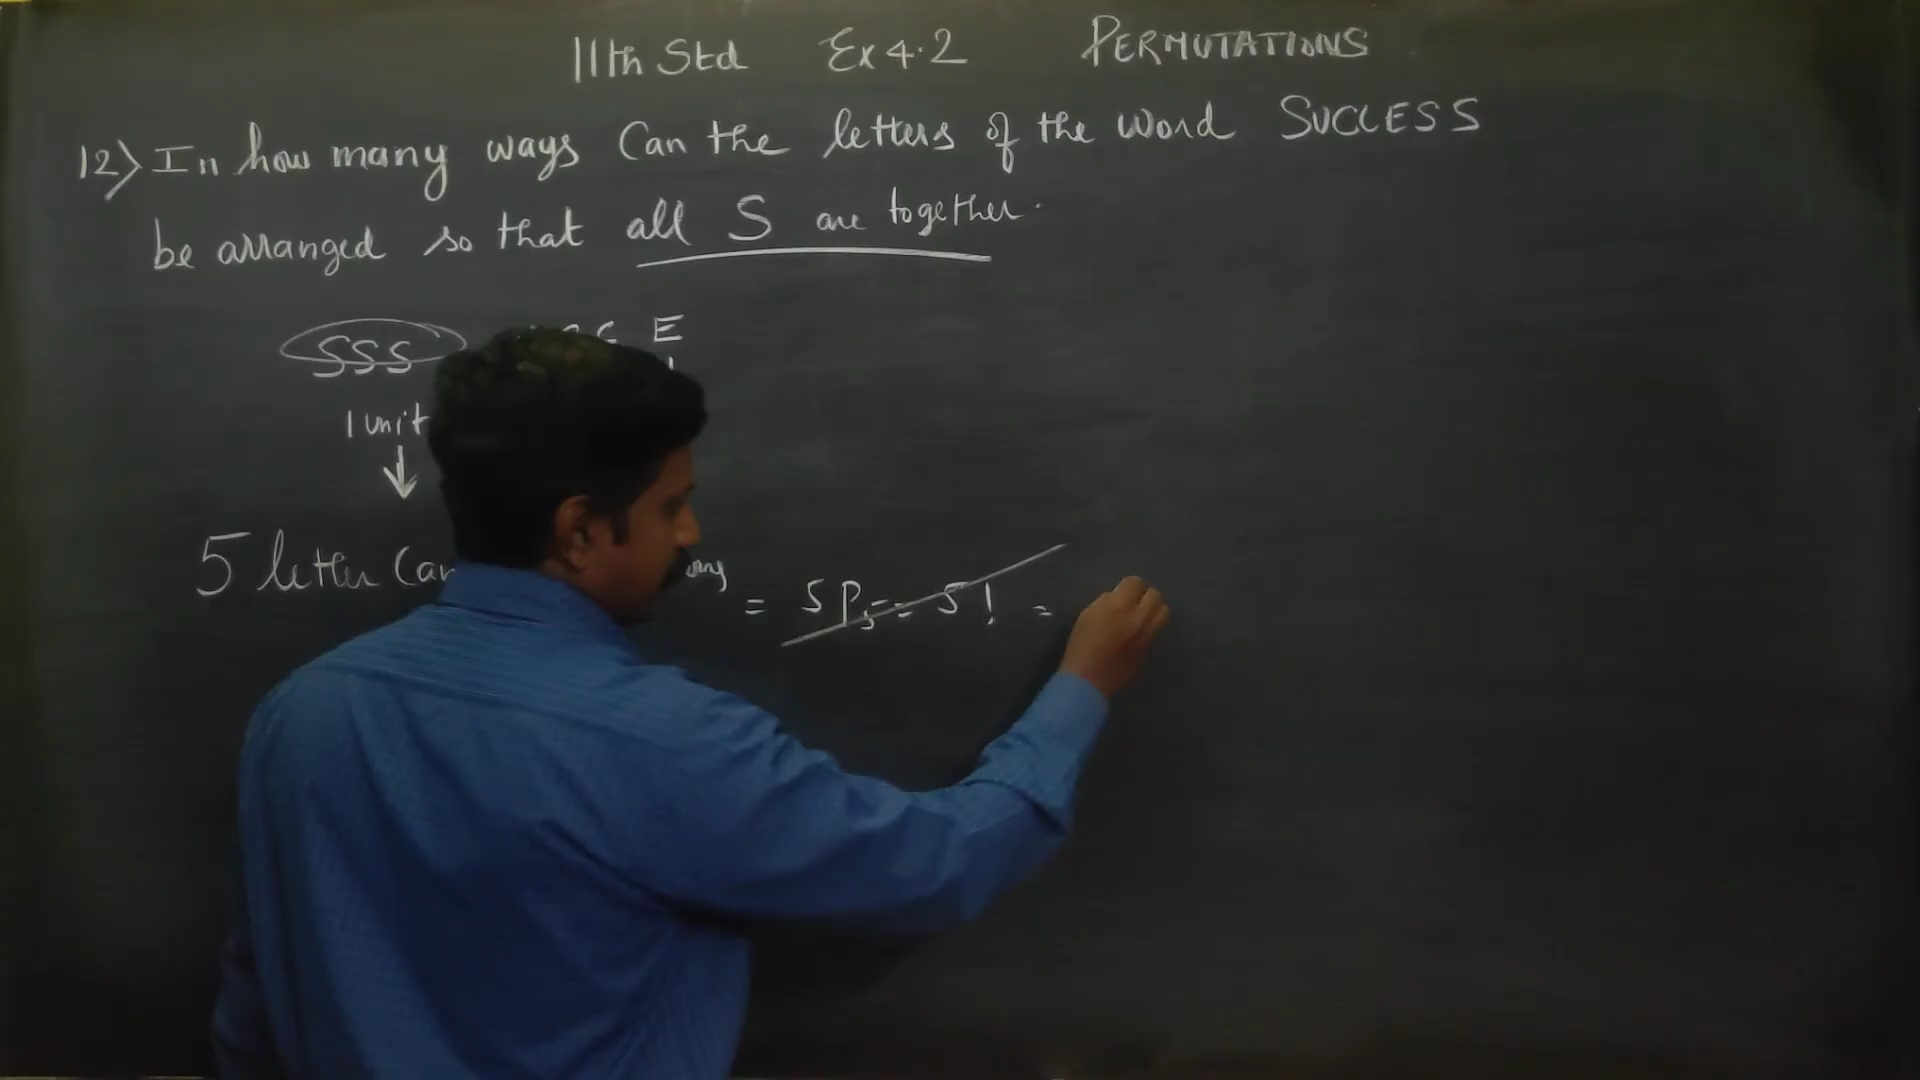 11th Std Ex 4.2 PERMUTATIONS
12) In how many ways Can the letters of the word SUCCESS
be arranged so that all S are together.
SSS E
1 unit
5 letter Can
= 5P5 = 5! =